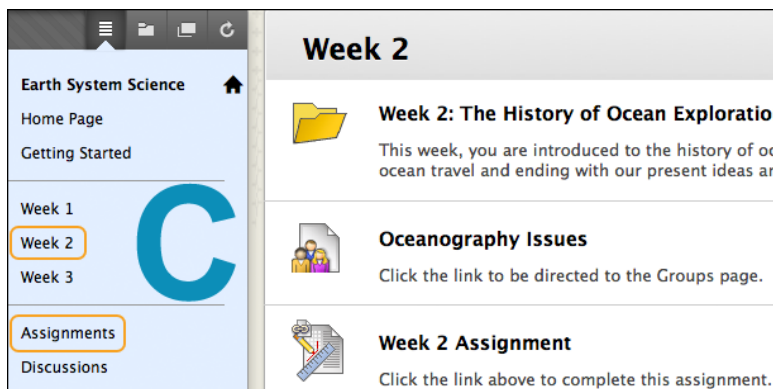 Earth System Science
Home Page
Getting Started
Week 1
Week 2
Week 3
Assignments
Discussions
C
Week 2
Week 2: The History of Ocean Exploratio
This week, you are introduced to the history of oc
ocean travel and ending with our present ideas a
Oceanography Issues
Click the link to be directed to the Groups page.
Week 2 Assignment
Click the link above to complete this assignment.